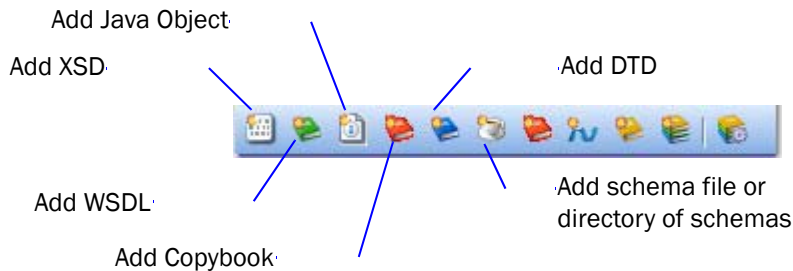 Add Java Object
Add XSD
Add DTD
Add WSDL
Add schema file or
directory of schemas
Add Copybook